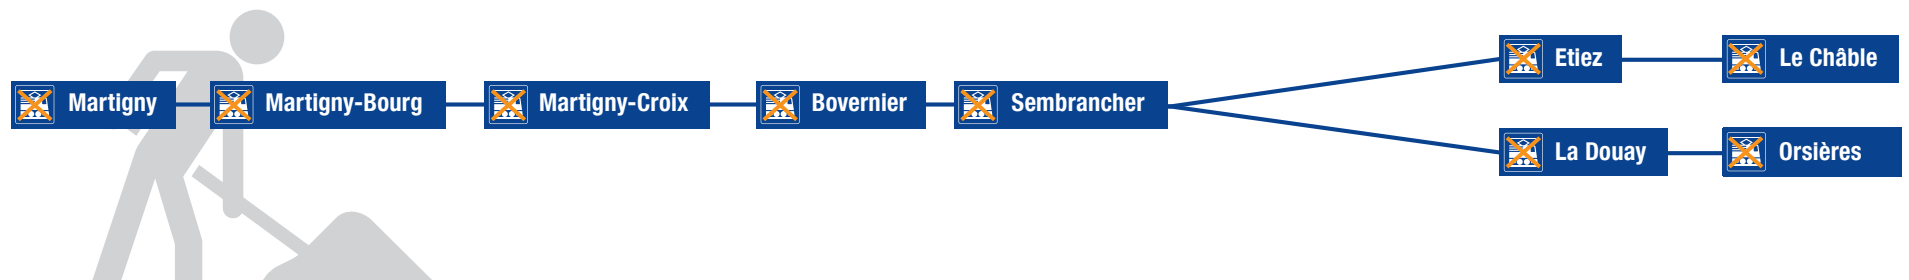 Martigny
Martigny-Bourg
Martigny-Croix
Bovernier
Sembrancher
Etiez
Le Châble
La Douay
Orsières